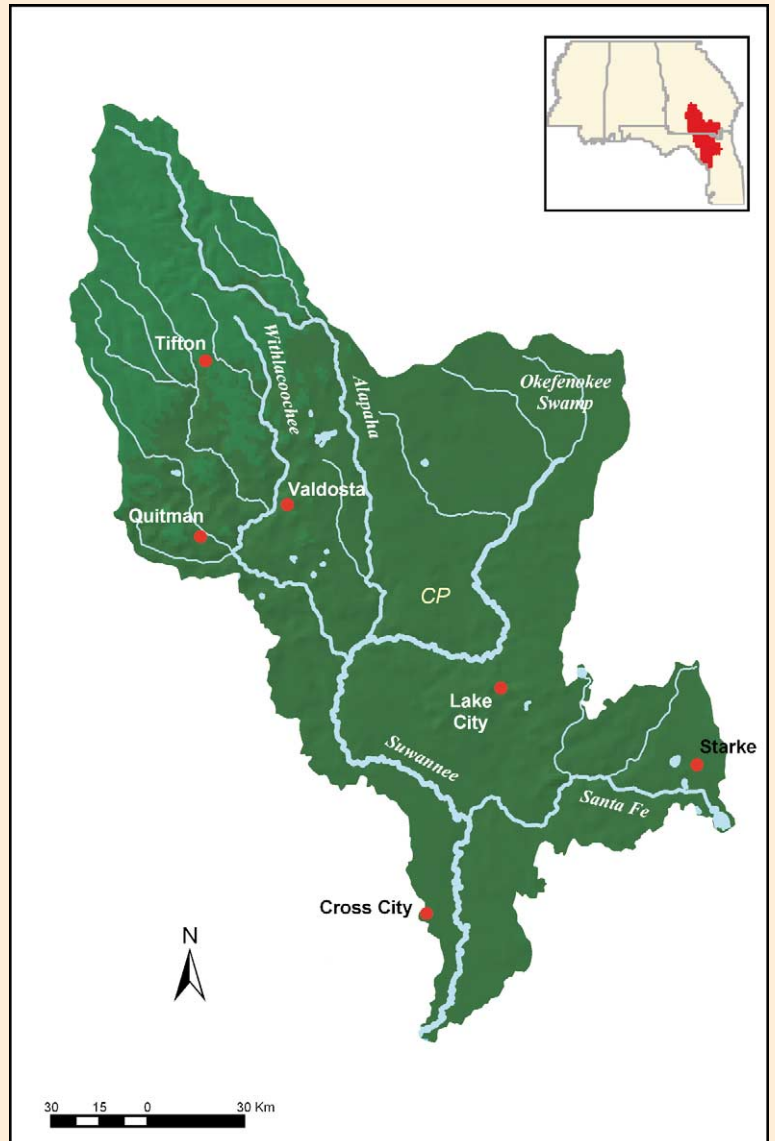 Tifton
Withlacoochee
Alapaha
Okefenokee
Swamp
Valdosta
Quitman
CP
Lake
City
Starke
Suwannee
Santa Fe
Cross City
N
30 15 0 30 Km